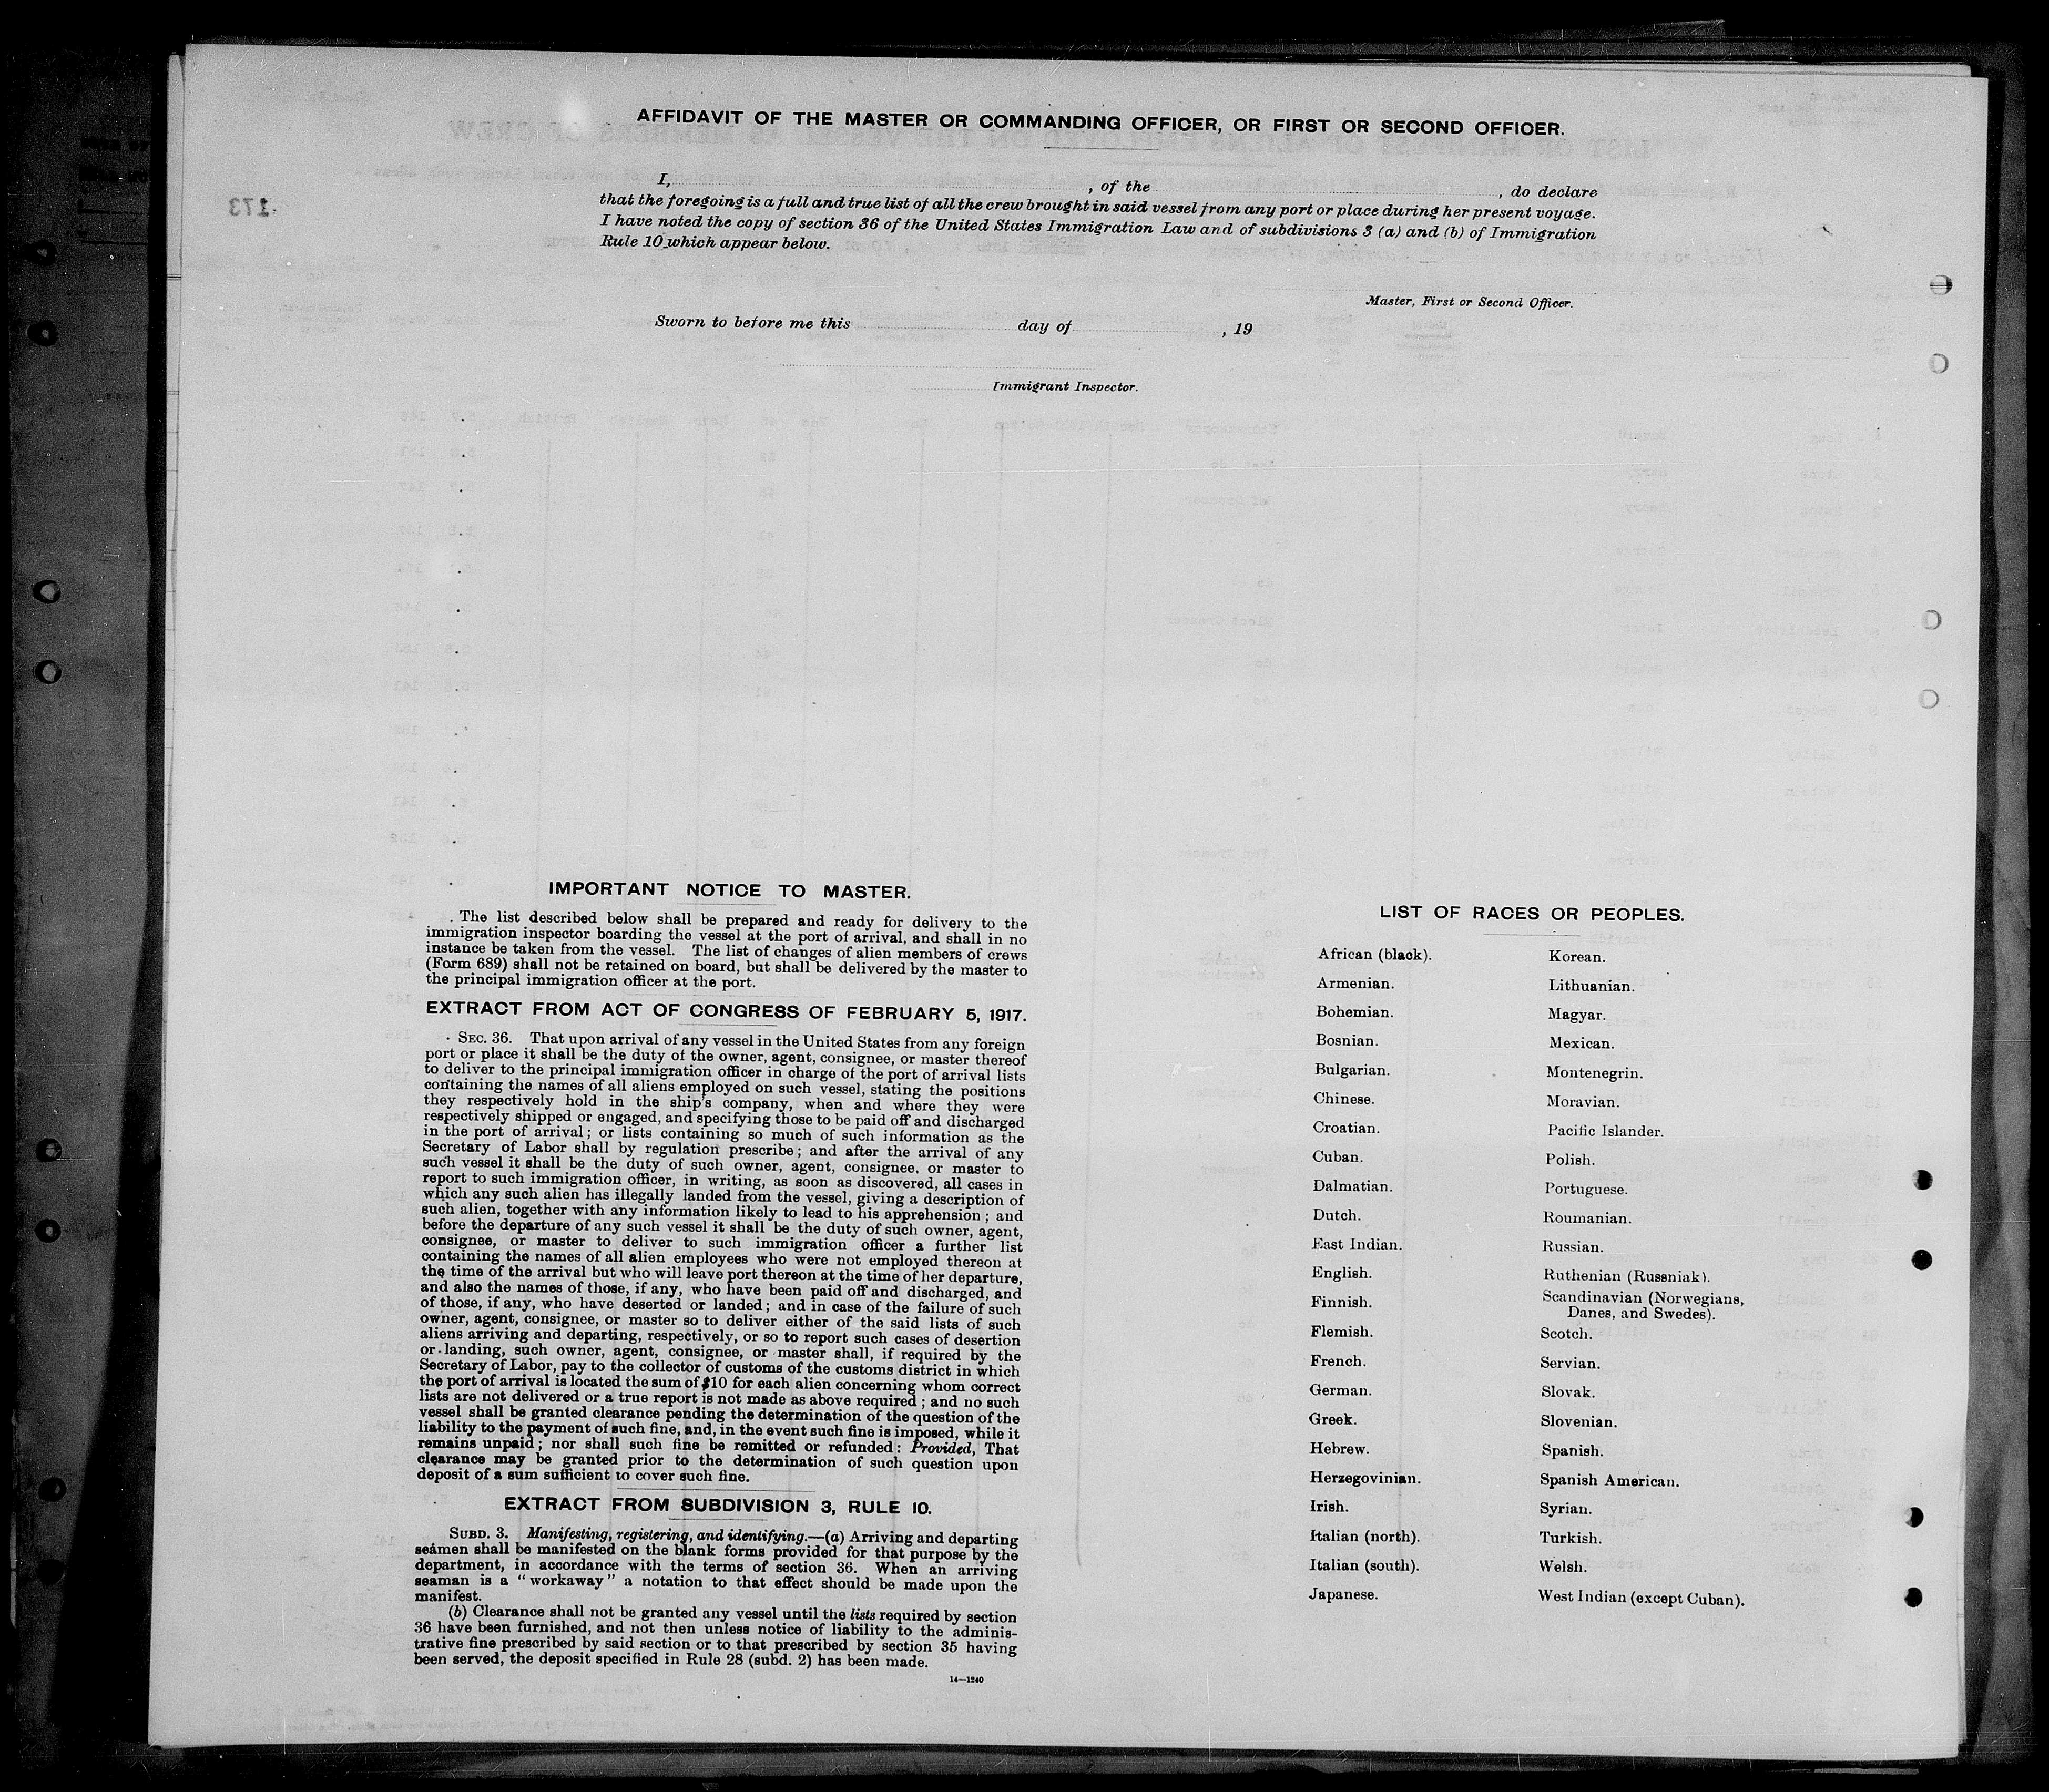 AFFIDAVIT OF THE MASTER OR COMMANDING OFFICER, OR FIRST OR SECOND OFFICER.
I, , of the , do declare
that the foregoing is a full and true list of all the crew brought in said vessel from any port or place during her present voyage.
I have noted the copy of section 36 of the United States Immigration Law and of subdivisions 3 (a) and (b) of Immigration
Rule 10 which appear below.
Master, First or Second Officer.
Sworn to before me this day of , 19
Immigrant Inspector.
173
IMPORTANT NOTICE TO MASTER.
The list described below shall be prepared and ready for delivery to the
immigration inspector boarding the vessel at the port of arrival, and shall in no
instance be taken from the vessel. The list of changes of alien members of crews
(Form 689) shall not be retained on board, but shall be delivered by the master to
the principal immigration officer at the port.
EXTRACT FROM ACT OF CONGRESS OF FEBRUARY 5, 1917.
SEC. 36. That upon arrival of any vessel in the United States from any foreign
port or place it shall be the duty of the owner, agent, consignee, or master thereof
to deliver to the principal immigration officer in charge of the port of arrival lists
containing the names of all aliens employed on such vessel, stating the positions
they respectively hold in the ship's company, when and where they were
respectively shipped or engaged, and specifying those to be paid off and discharged
in the port of arrival; or lists containing so much of such information as the
Secretary of Labor shall by regulation prescribe; and after the arrival of any
such vessel it shall be the duty of such owner, agent, consignee, or master to
report to such immigration officer, in writing, as soon as discovered, all cases in
which any such alien has illegally landed from the vessel, giving a description of
such alien, together with any information likely to lead to his apprehension; and
before the departure of any such vessel it shall be the duty of such owner, agent,
consignee, or master to deliver to such immigration officer a further list
containing the names of all alien employees who were not employed thereon at
the time of the arrival but who will leave port thereon at the time of her departure,
and also the names of those, if any, who have been paid off and discharged, and
of those, if any, who have deserted or landed; and in case of the failure of such
owner, agent, consignee, or master so to deliver either of the said lists of such
aliens arriving and departing, respectively, or so to report such cases of desertion
or landing, such owner, agent, consignee, or master shall, if required by the
Secretary of Labor, pay to the collector of customs of the customs district in which
the port of arrival is located the sum of $10 for each alien concerning whom correct
lists are not delivered or a true report is not made as above required; and no such
vessel shall be granted clearance pending the determination of the question of the
liability to the payment of such fine, and, in the event such fine is imposed, while it
remains unpaid; nor shall such fine be remitted or refunded: Provided, That
clearance may be granted prior to the determination of such question upon
deposit of a sum sufficient to cover such fine.
EXTRACT FROM SUBDIVISION 3, RULE 10.
SUBD. 3. Manifesting, registering, and identifying.—(a) Arriving and departing
seamen shall be manifested on the blank forms provided for that purpose by the
department, in accordance with the terms of section 36. When an arriving
seaman is a "workaway" a notation to that effect should be made upon the
manifest.
(b) Clearance shall not be granted any vessel until the lists required by section
36 have been furnished, and not then unless notice of liability to the adminis-
trative fine prescribed by said section or to that prescribed by section 35 having
been served, the deposit specified in Rule 28 (subd. 2) has been made.
14—1240
LIST OF RACES OR PEOPLES.
African (black).
Armenian.
Bohemian.
Bosnian.
Bulgarian.
Chinese.
Croatian.
Cuban.
Dalmatian.
Dutch.
East Indian.
English.
Finnish.
Flemish.
French.
German.
Greek.
Hebrew.
Herzegovinian.
Irish.
Italian (north).
Italian (south).
Japanese.
Korean.
Lithuanian.
Magyar.
Mexican.
Montenegrin.
Moravian.
Pacific Islander.
Polish.
Portuguese.
Roumanian.
Russian.
Ruthenian (Russniak).
Scandinavian (Norwegians,
Danes, and Swedes).
Scotch.
Servian.
Slovak.
Slovenian.
Spanish.
Spanish American.
Syrian.
Turkish.
Welsh.
West Indian (except Cuban).